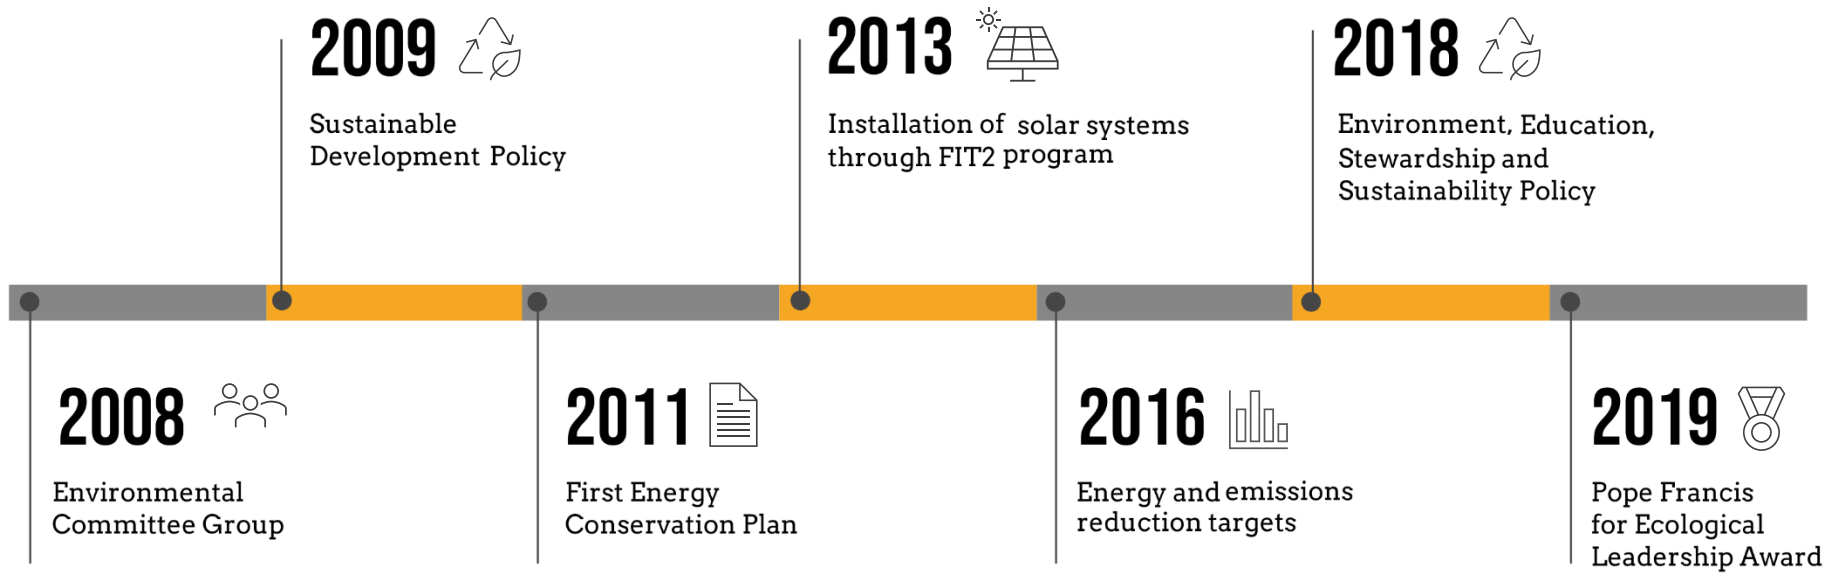 2009
Sustainable
Development Policy
2013
Installation of solar systems
through FIT2 program
2018
Environment, Education,
Stewardship and
Sustainability Policy
2008
Environmental
Committee Group
2011
First Energy
Conservation Plan
2016
Energy and emissions
reduction targets
2019
Pope Francis
for Ecological
Leadership Award